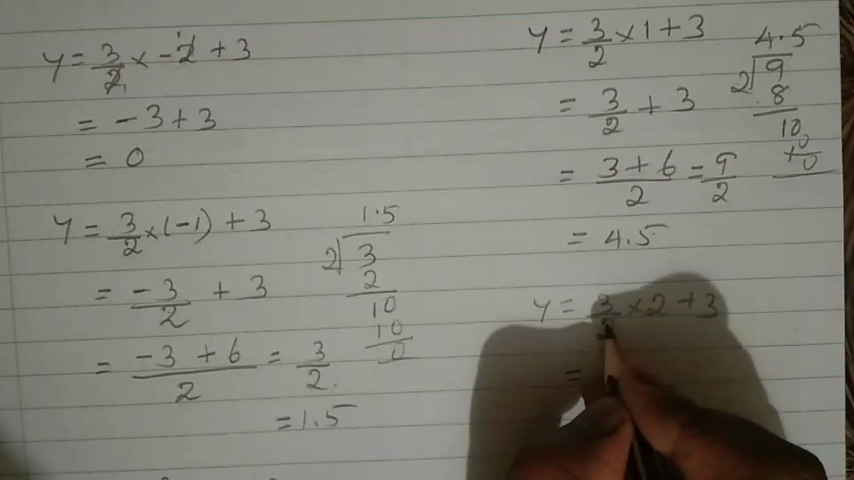 y = 3/2 × -2 + 3
= -3 + 3
= 0
y = 3/2 × (-1) + 3
= -3/2 + 3
= -3 + 6/2 = 3/2.
= 1.5
1.5
2 3
2
10
10
0
y = 3/2 × 1 + 3
= 3/2 + 3
= 3 + 6/2 = 9/2
= 4.5
4.5
2 9
8
10
10
0
y = 3/2 × 2 + 3
=